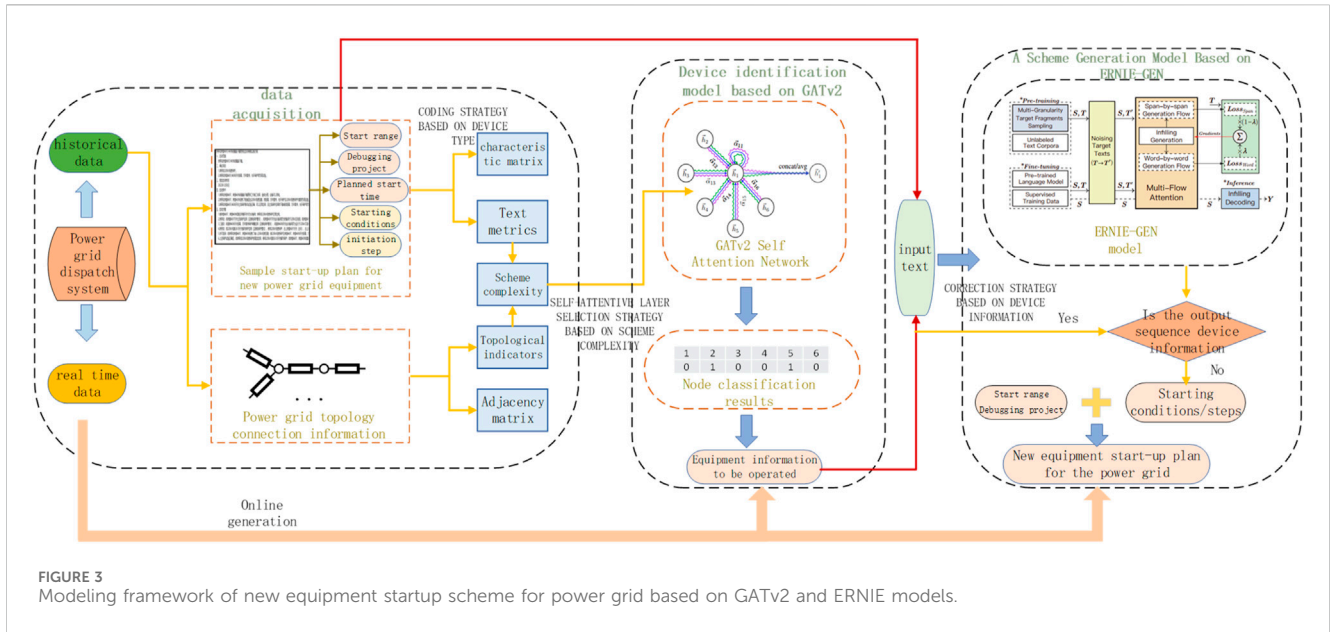 data
acquisition
historical
data
Power
grid
dispatch
system
real time
data
Start range
Debugging
project
Planned start
time
Starting
conditions
initiation
step
Sample start-up plan for
new power grid equipment
. . .
Power grid topology
connection information
Online
generation
CODING STRATEGY
BASED ON DEVICE
TYPE
characteris
tic matrix
Text
metrics
Scheme
complexity
Topological
indicators
Adjacency
matrix
SELF-ATTENTIVE LAYER
SELECTION STRATEGY
BASED ON SCHEME
COMPLEXITY
Device identification
model based on GATv2
concat/avg
GATv2 Self
Attention Network
1 2 3 4 5 6
0 1 0 0 1 0
Node classification
results
Equipment information
to be operated
input
text
CORRECTION STRATEGY
BASED ON DEVICE
INFORMATION
Yes
A Scheme Generation Model Based on
ERNIE-GEN
*Pre-training
Multi-Granularity
Target Fragments
Sampling
Unlabeled
Text Corpora
*Fine-tuning
Pre-trained
Language Model
Supervised
Training Data
S, T
S, T
Noising
Target
Texts
(T→T')
S, T'
S, T'
S
Span-by-span
Generation Flow
Infilling
Generation
Word-by-word
Generation Flow
Multi-Flow
Attention
T
Gradients
Loss Span
(1-λ)
Σ
λ
Loss Word
*Inference
S
Infilling
Decoding
Y
ERNIE-GEN
model
Is the output
sequence device
information
No
Start range
Debugging project
Starting
conditions/steps
New equipment start-up plan
for the power grid
FIGURE 3
Modeling framework of new equipment startup scheme for power grid based on GATv2 and ERNIE models.